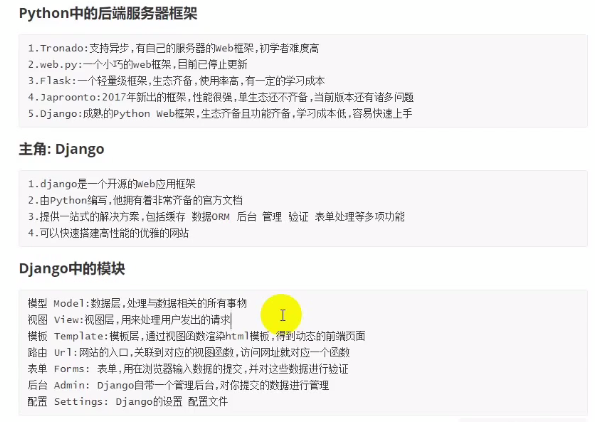 Python中的后端服务器框架
1.Tronado:支持异步,有自己的服务器的Web框架,初学者难度高
2.web.py:一个小巧的web框架,目前已停止更新
3.Flask:一个轻量级框架,生态齐备,使用率高,有一定的学习成本
4.Japroonto:2017年新出的框架,性能很强,单生态还不齐备,当前版本还有诸多问题
5.Django:成熟的Python Web框架,生态齐备且功能齐备,学习成本低,容易快速上手
主角: Django
1.django是一个开源的Web应用框架
2.由Python编写,他拥有着非常齐备的官方文档
3.提供一站式的解决方案,包括缓存 数据ORM 后台 管理 验证 表单处理等多项功能
4.可以快速搭建高性能的优雅的网站
Django中的模块
模型 Model:数据层,处理与数据相关的所有事物
视图 View:视图层,用来处理用户发出的请求
模板 Template:模板层,通过视图函数渲染html模板,得到动态的前端页面
路由 Url:网站的入口,关联到对应的视图函数,访问网址就对应一个函数
表单 Forms: 表单,用在浏览器输入数据的提交,并对这些数据进行验证
后台 Admin: Django自带一个管理后台,对你提交的数据进行管理
配置 Settings: Django的设置 配置文件